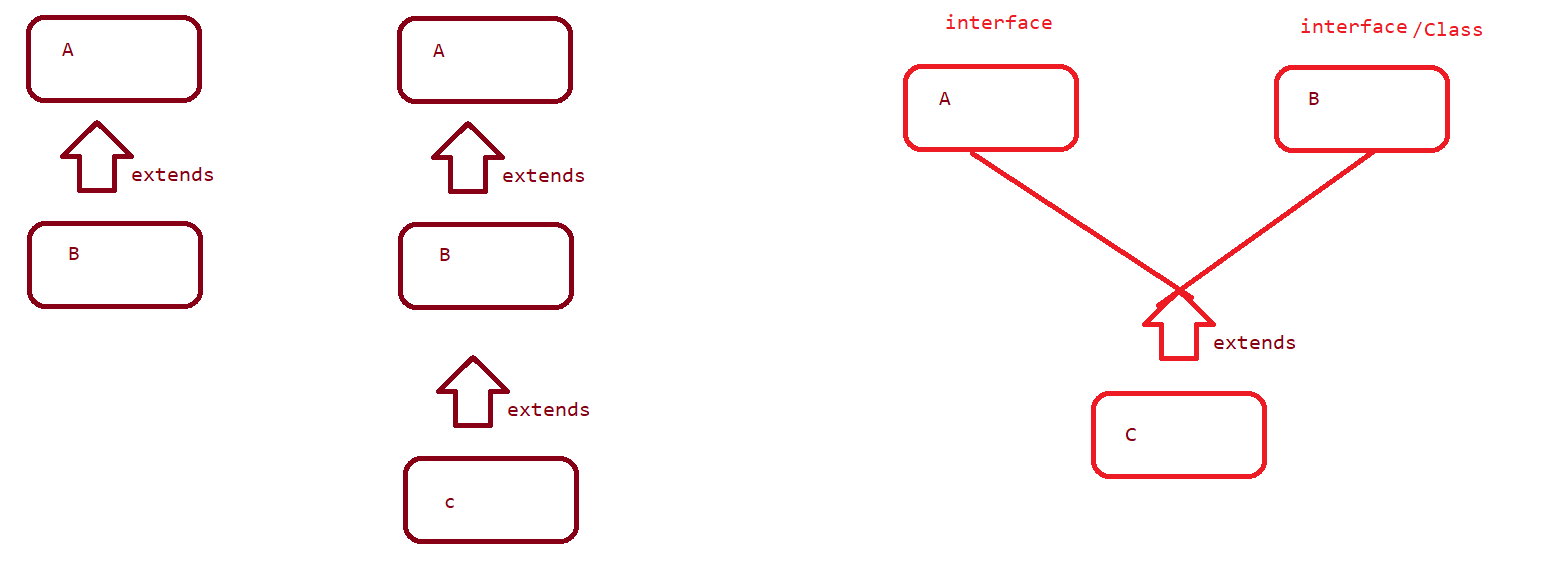 A
extends
B
A
extends
B
extends
c
interface
interface /Class
A
B
extends
C